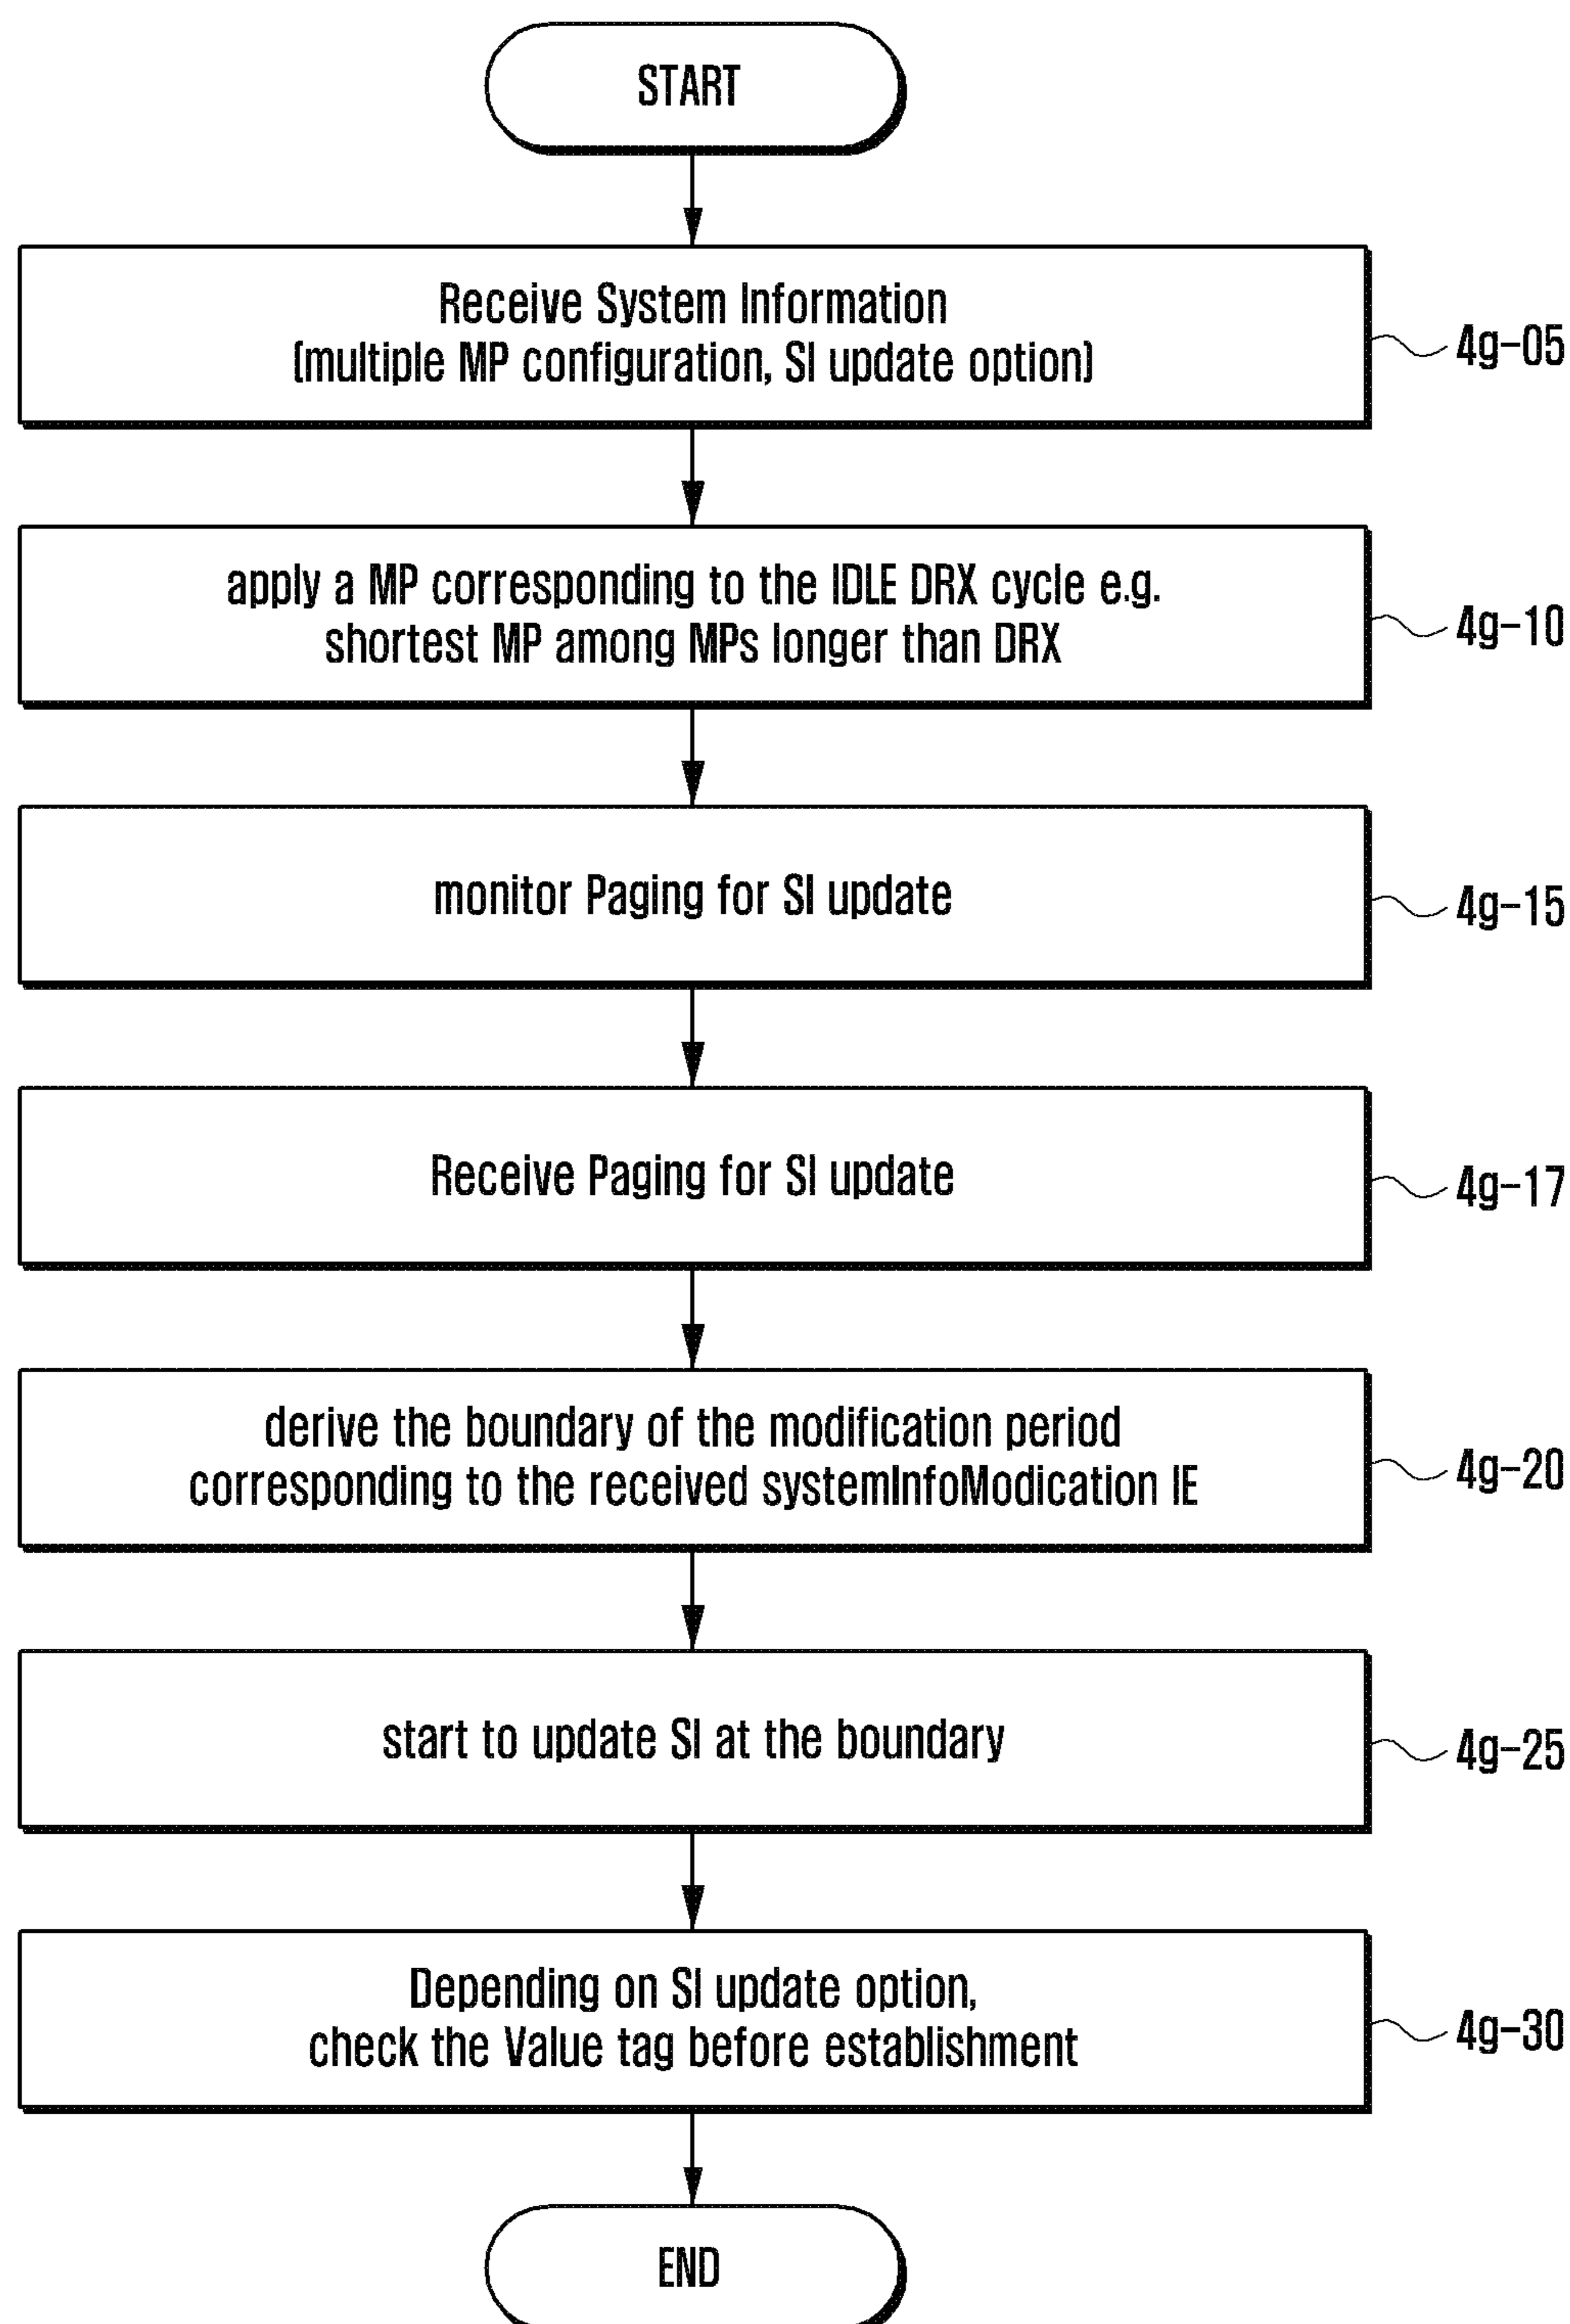 START
Receive System Information
(multiple MP configuration, SI update option)
4g-05
apply a MP corresponding to the IDLE DRX cycle e.g.
shortest MP among MPs longer than DRX
4g-10
monitor Paging for SI update
4g-15
Receive Paging for SI update
4g-17
derive the boundary of the modification period
corresponding to the received systemInfoModication IE
4g-20
start to update SI at the boundary
4g-25
Depending on SI update option,
check the Value tag before establishment
4g-30
END